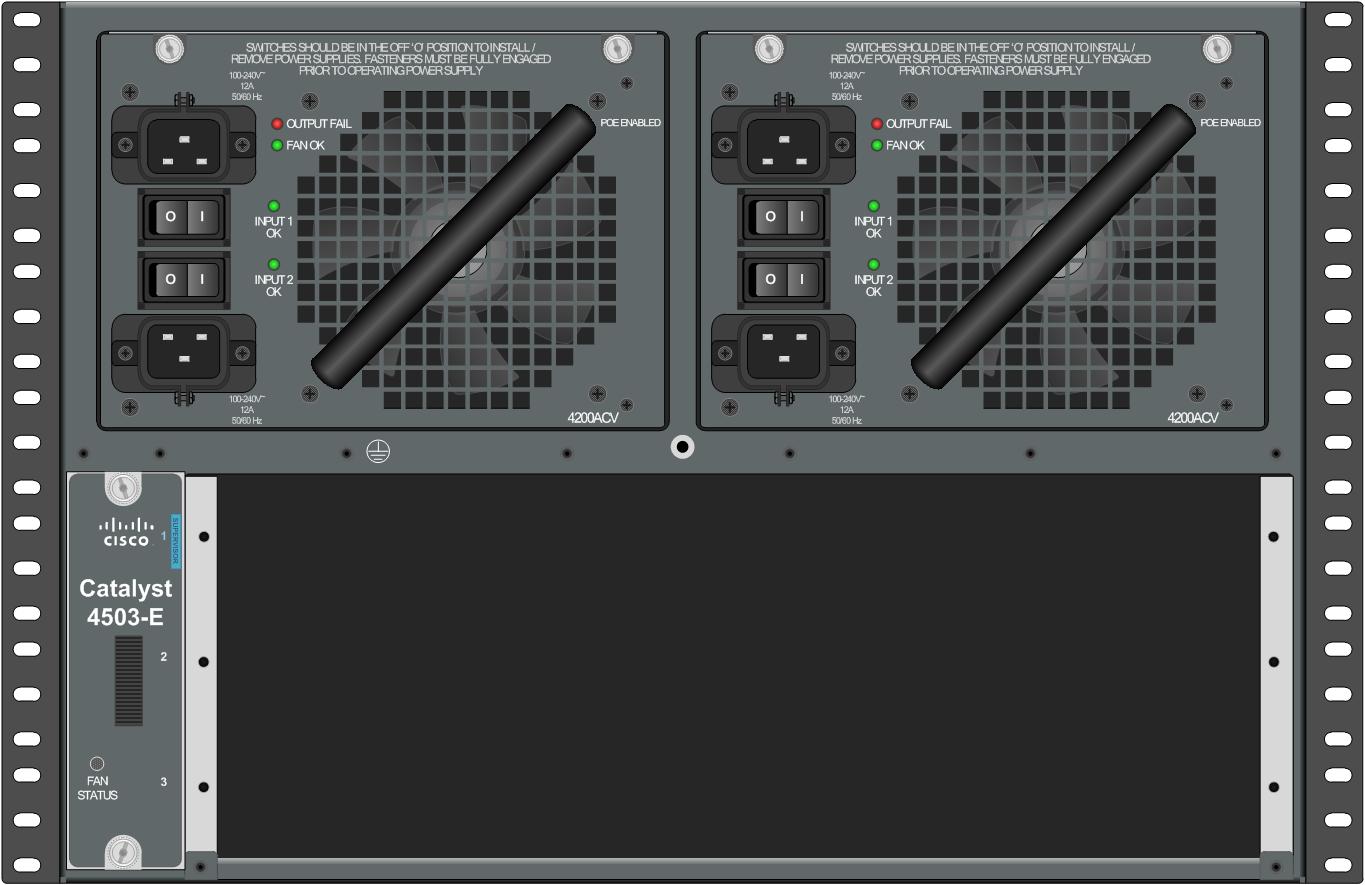 SWITCHES SHOULD BE IN THE OFF 'O' POSITION TO INSTALL /
REMOVE POWER SUPPLIES. FASTENERS MUST BE FULLY ENGAGED
PRIOR TO OPERATING POWER SUPPLY
100-240V~
12A
50/60 Hz
OUTPUT FAIL
FAN OK
POE ENABLED
O I
INPUT 1
OK
O I
INPUT 2
OK
100-240V~
12A
50/60 Hz
4200ACV
SWITCHES SHOULD BE IN THE OFF 'O' POSITION TO INSTALL /
REMOVE POWER SUPPLIES. FASTENERS MUST BE FULLY ENGAGED
PRIOR TO OPERATING POWER SUPPLY
100-240V~
12A
50/60 Hz
OUTPUT FAIL
FAN OK
POE ENABLED
O I
INPUT 1
OK
O I
INPUT 2
OK
100-240V~
12A
50/60 Hz
4200ACV
CISCO
1
SUPERVISOR
Catalyst
4503-E
2
FAN
STATUS
3